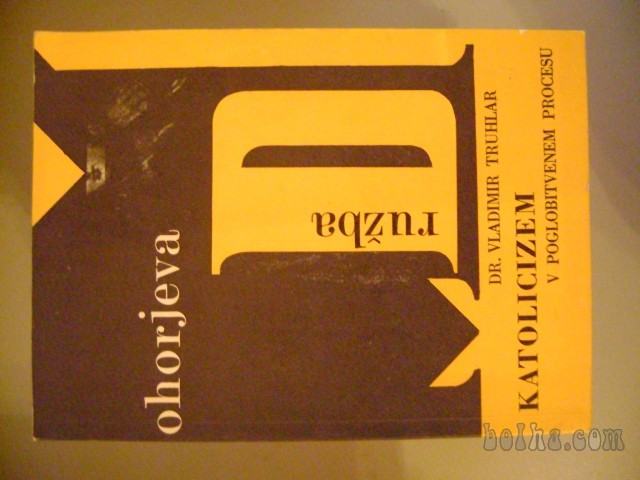 ohorjeva
ružba
DR. VLADIMIR TRUHLAR
KATOLICIZEM
V POGLOBITVENEM PROCESU
bolha.com